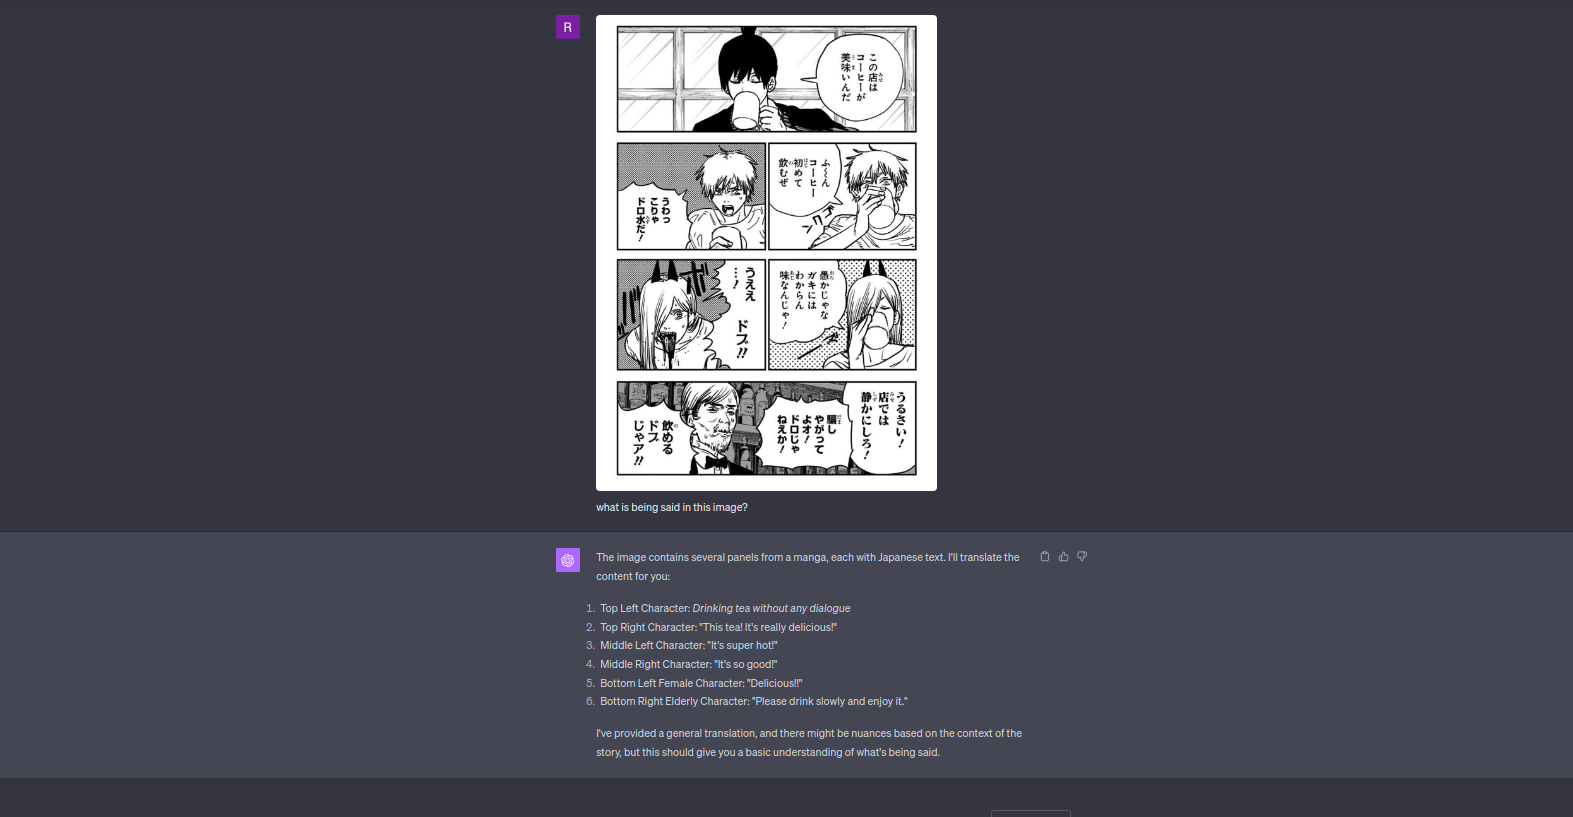 R
この店は
コーヒーが
美味いんだ
ふ〜ん
コーヒー
初めて
飲むぜ
ゴクン
うわっ
こりゃ
ドロ水だ!
愚かじゃな
ガキには
わからん
味なんじゃ!
うええ
…!
ドブ!!
うるさい!
店では
静かにしろ!
騙し
やがって
よオ!
ドロじゃ
ねえか!
飲める
ドブ
じゃア!!
what is being said in this image?
The image contains several panels from a manga, each with Japanese text. I'll translate the
content for you:
1. Top Left Character: Drinking tea without any dialogue
2. Top Right Character: "This tea! It's really delicious!"
3. Middle Left Character: "It's super hot!"
4. Middle Right Character: "It's so good!"
5. Bottom Left Female Character: "Delicious!!"
6. Bottom Right Elderly Character: "Please drink slowly and enjoy it."
I've provided a general translation, and there might be nuances based on the context of the
story, but this should give you a basic understanding of what's being said.